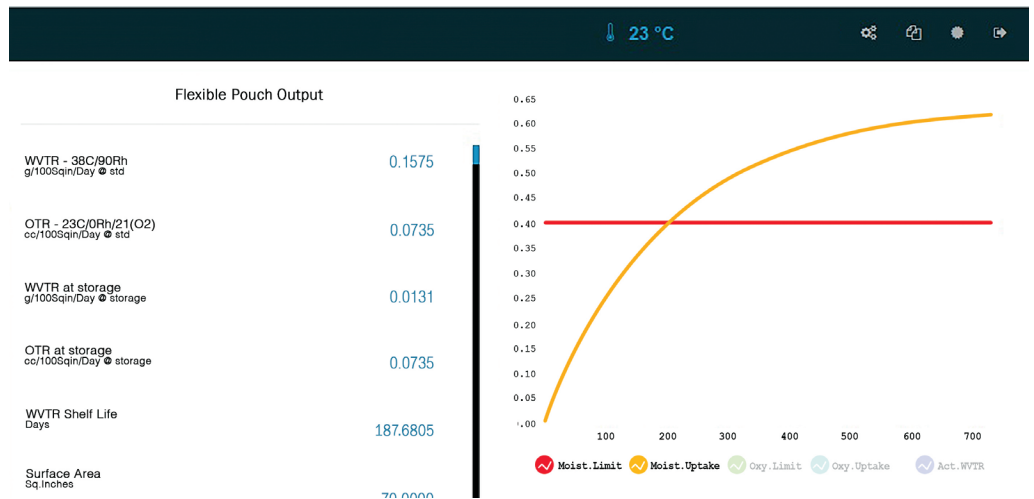 23 °C
Flexible Pouch Output
WVTR - 38C/90Rh
g/100Sqin/Day @ std
0.1575
OTR - 23C/0Rh/21(O2)
cc/100Sqin/Day @ std
0.0735
WVTR at storage
g/100Sqin/Day @ storage
0.0131
OTR at storage
cc/100Sqin/Day @ storage
0.0735
WVTR Shelf Life
Days
187.6805
Surface Area
Sq.Inches
0.65
0.60
0.55
0.50
0.45
0.40
0.35
0.30
0.25
0.20
0.15
0.10
0.05
.00
100 200 300 400 500 600 700
Moist.Limit Moist.Uptake Oxy.Limit Oxy.Uptake Act.WVTR